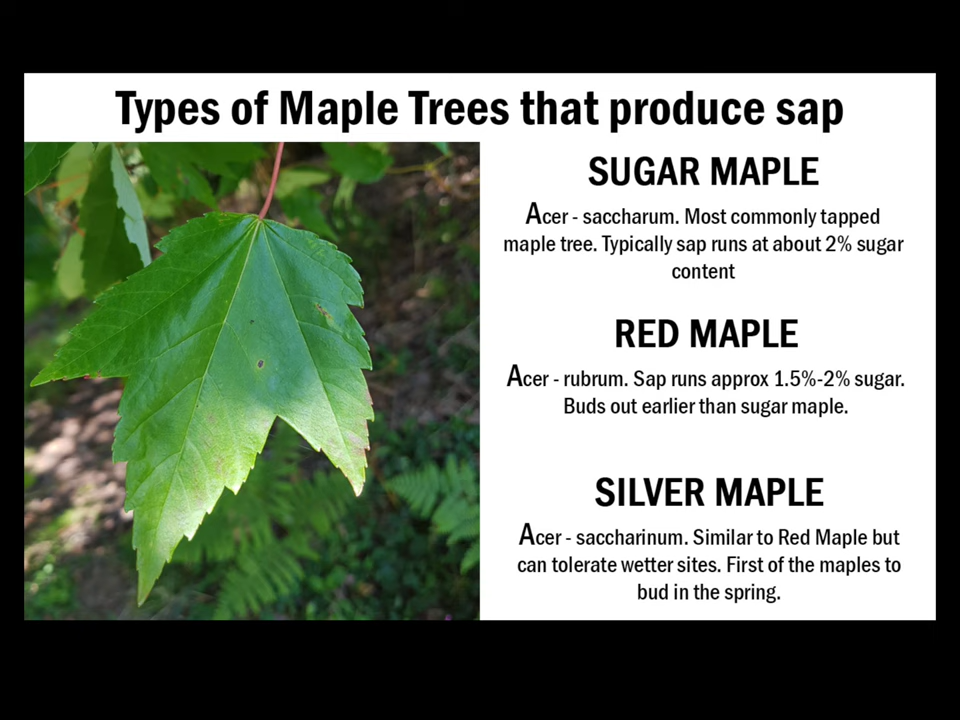 Types of Maple Trees that produce sap
SUGAR MAPLE
Acer - saccharum. Most commonly tapped
maple tree. Typically sap runs at about 2% sugar
content
RED MAPLE
Acer - rubrum. Sap runs approx 1.5%-2% sugar.
Buds out earlier than sugar maple.
SILVER MAPLE
Acer - saccharinum. Similar to Red Maple but
can tolerate wetter sites. First of the maples to
bud in the spring.